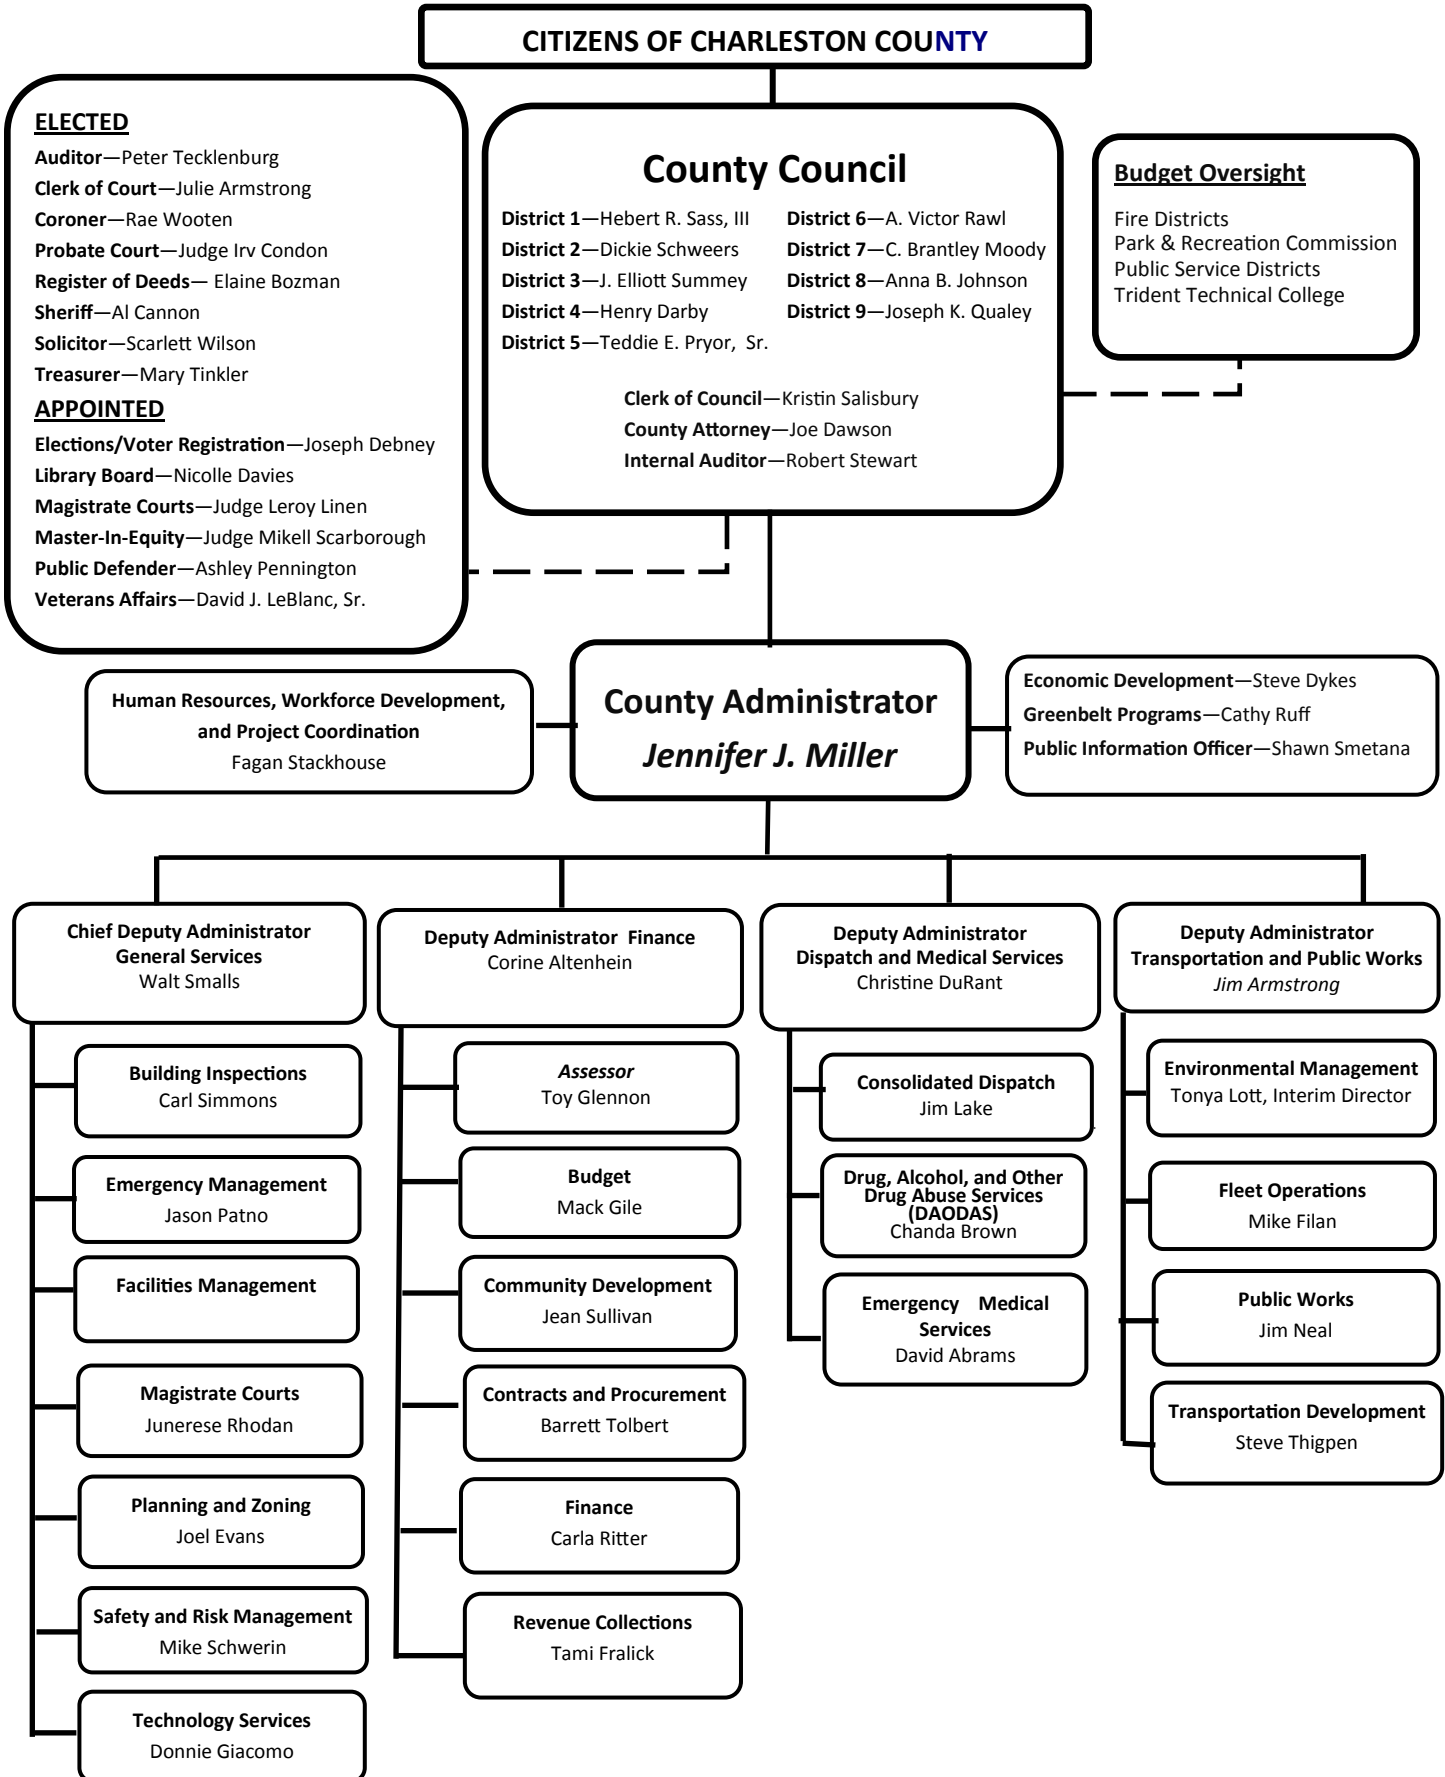 CITIZENS OF CHARLESTON COUNTY
ELECTED
Auditor—Peter Tecklenburg
Clerk of Court—Julie Armstrong
Coroner—Rae Wooten
Probate Court—Judge Irv Condon
Register of Deeds— Elaine Bozman
Sheriff—Al Cannon
Solicitor—Scarlett Wilson
Treasurer—Mary Tinkler
APPOINTED
Elections/Voter Registration—Joseph Debney
Library Board—Nicolle Davies
Magistrate Courts—Judge Leroy Linen
Master-In-Equity—Judge Mikell Scarborough
Public Defender—Ashley Pennington
Veterans Affairs—David J. LeBlanc, Sr.
County Council
District 1—Hebert R. Sass, III
District 2—Dickie Schweers
District 3—J. Elliott Summey
District 4—Henry Darby
District 5—Teddie E. Pryor, Sr.
District 6—A. Victor Rawl
District 7—C. Brantley Moody
District 8—Anna B. Johnson
District 9—Joseph K. Qualey
Clerk of Council—Kristin Salisbury
County Attorney—Joe Dawson
Internal Auditor—Robert Stewart
Budget Oversight
Fire Districts
Park & Recreation Commission
Public Service Districts
Trident Technical College
Human Resources, Workforce Development,
and Project Coordination
Fagan Stackhouse
County Administrator
Jennifer J. Miller
Economic Development—Steve Dykes
Greenbelt Programs—Cathy Ruff
Public Information Officer—Shawn Smetana
Chief Deputy Administrator
General Services
Walt Smalls
Building Inspections
Carl Simmons
Emergency Management
Jason Patno
Facilities Management
Magistrate Courts
Junerese Rhodan
Planning and Zoning
Joel Evans
Safety and Risk Management
Mike Schwerin
Technology Services
Donnie Giacomo
Deputy Administrator Finance
Corine Altenhein
Assessor
Toy Glennon
Budget
Mack Gile
Community Development
Jean Sullivan
Contracts and Procurement
Barrett Tolbert
Finance
Carla Ritter
Revenue Collections
Tami Fralick
Deputy Administrator
Dispatch and Medical Services
Christine DuRant
Consolidated Dispatch
Jim Lake
Drug, Alcohol, and Other
Drug Abuse Services
(DAODAS)
Chanda Brown
Emergency Medical
Services
David Abrams
Deputy Administrator
Transportation and Public Works
Jim Armstrong
Environmental Management
Tonya Lott, Interim Director
Fleet Operations
Mike Filan
Public Works
Jim Neal
Transportation Development
Steve Thigpen